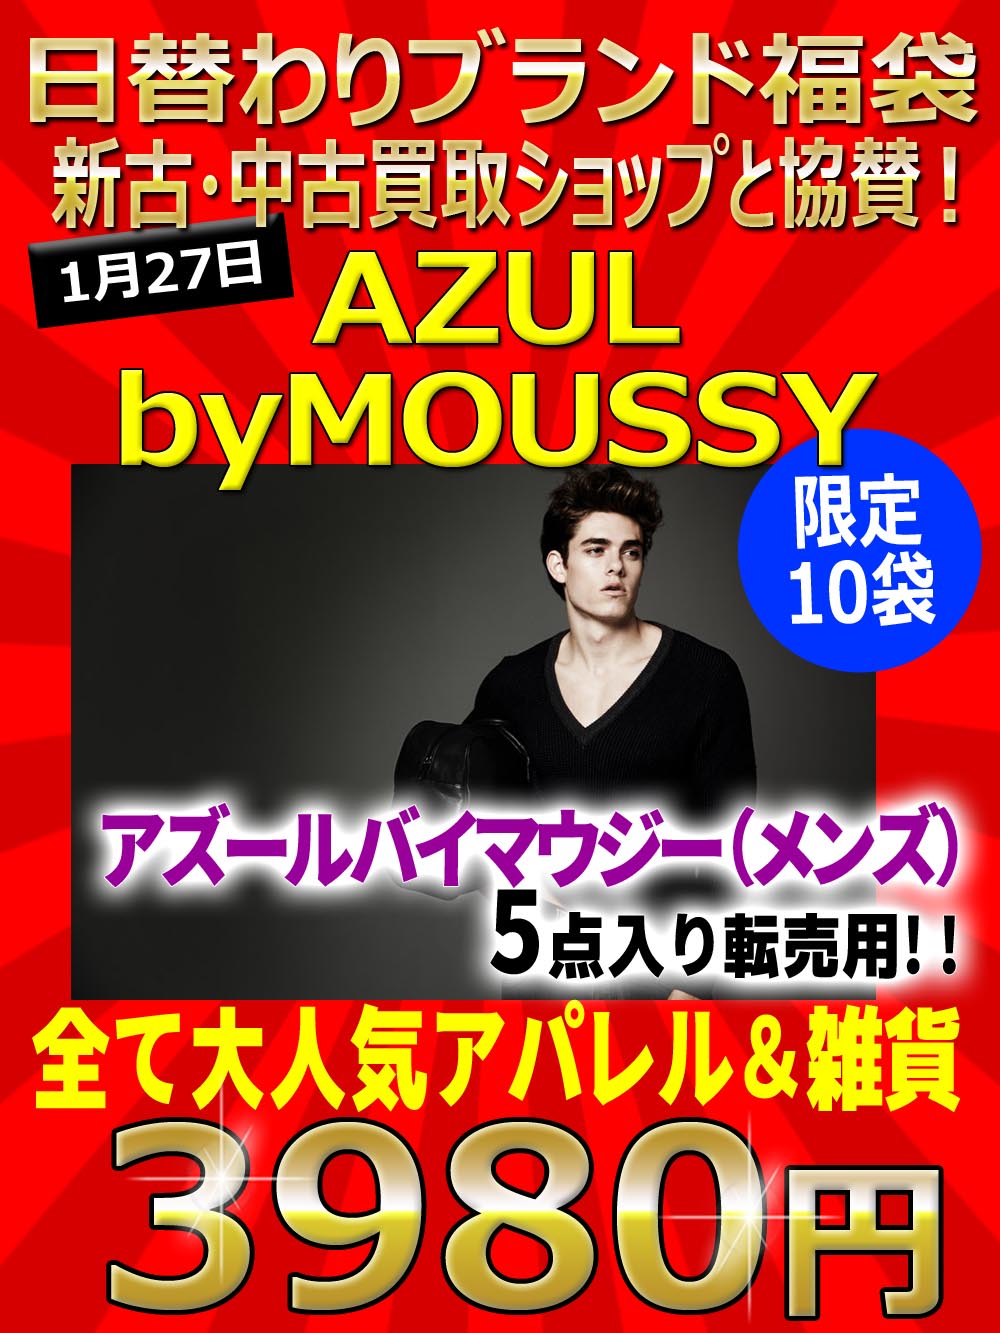 日替わりブランド福袋
新古・中古買取ショップと協賛！
1月27日
AZUL
byMOUSSY
限定
10袋
アズールバイマウジー（メンズ）
5点入り転売用！！
全て大人気アパレル＆雑貨
3980円